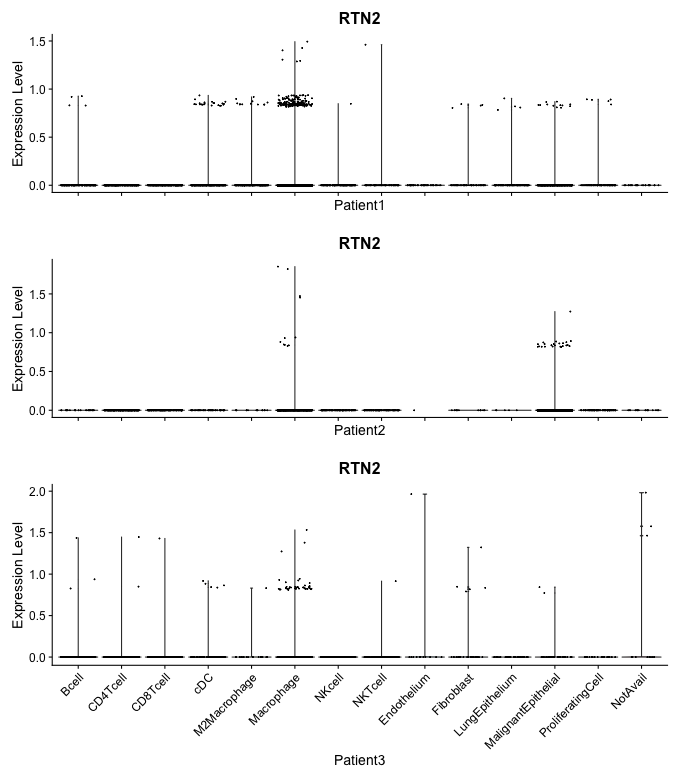 RTN2
Expression Level
1.5
1.0
0.5
0.0
Patient1
RTN2
Expression Level
1.5
1.0
0.5
0.0
Patient2
RTN2
Expression Level
2.0
1.5
1.0
0.5
0.0
Bcell
CD4Tcell
CD8Tcell
cDC
M2Macrophage
Macrophage
NKcell
NKTcell
Endothelium
Fibroblast
LungEpithelium
MalignantEpithelial
ProliferatingCell
NotAvail
Patient3